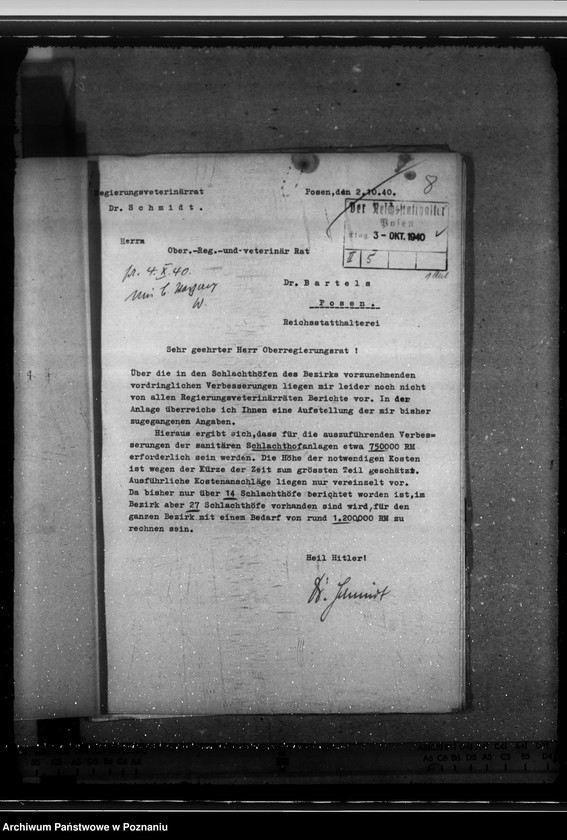 Regierungsveterinärrat
Posen,den 2.10.40.
8
Dr. Schmidt.
Der Reichsstatthalter
Posen
Eing. 3-OKT.1940
II 5
Herrn
Ober.-Reg.-und-veterinär Rat
4.X.40.
Dr. Bartels
Posen.
Reichsstatthalterei
Sehr geehrter Herr Oberregierungsrat !
Über die in den Schlachthöfen des Bezirks vorzunehmenden
vordringlichen Verbesserungen liegen mir leider noch nicht
von allen Regierungsveterinärräten Berichte vor. In der
Anlage überreiche ich Ihnen eine Aufstellung der mir bisher
zugegangenen Angaben.
Hieraus ergibt sich,dass für die auszuführenden Verbes=
serungen der sanitären Schlachthofanlagen etwa 750000 RM
erforderlich sein werden. Die Höhe der notwendigen Kosten
ist wegen der Kürze der Zeit zum grössten Teil geschätzt.
Ausführliche Kostenanschläge liegen nur vereinzelt vor.
Da bisher nur über 14 Schlachthöfe berichtet worden ist,im
Bezirk aber 27 Schlachthöfe vorhanden sind wird,für den
ganzen Bezirk mit einem Bedarf von rund 1.200000 RM zu
rechnen sein.
Heil Hitler!
Dr. Schmidt
Archiwum Państwowe w Poznaniu